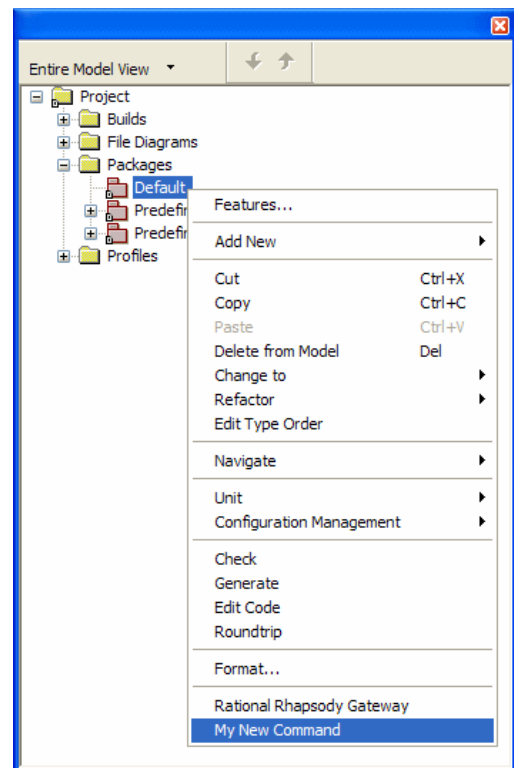 Entire Model View
Project
Builds
File Diagrams
Packages
Default
Predefir
Predefir
Profiles
Features...
Add New
Cut Ctrl+X
Copy Ctrl+C
Paste Ctrl+V
Delete from Model Del
Change to
Refactor
Edit Type Order
Navigate
Unit
Configuration Management
Check
Generate
Edit Code
Roundtrip
Format...
Rational Rhapsody Gateway
My New Command